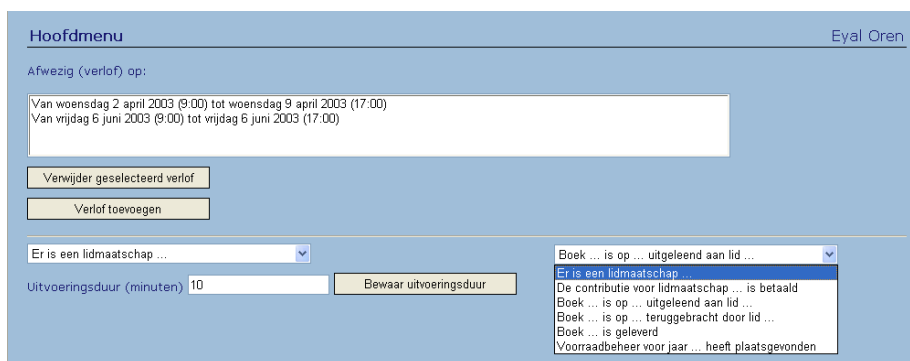 Hoofdmenu
Eyal Oren
Afwezig (verlof) op:
Van woensdag 2 april 2003 (9:00) tot woensdag 9 april 2003 (17:00)
Van vrijdag 6 juni 2003 (9:00) tot vrijdag 6 juni 2003 (17:00)
Verwijder geselecteerd verlof
Verlof toevoegen
Er is een lidmaatschap ...
Uitvoeringsduur (minuten) 10 Bewaar uitvoeringsduur
Boek ... is op ... uitgeleend aan lid ...
Er is een lidmaatschap ...
De contributie voor lidmaatschap ... is betaald
Boek ... is op ... uitgeleend aan lid ...
Boek ... is op ... teruggebracht door lid ...
Boek ... is geleverd
Voorraadbeheer voor jaar ... heeft plaatsgevonden